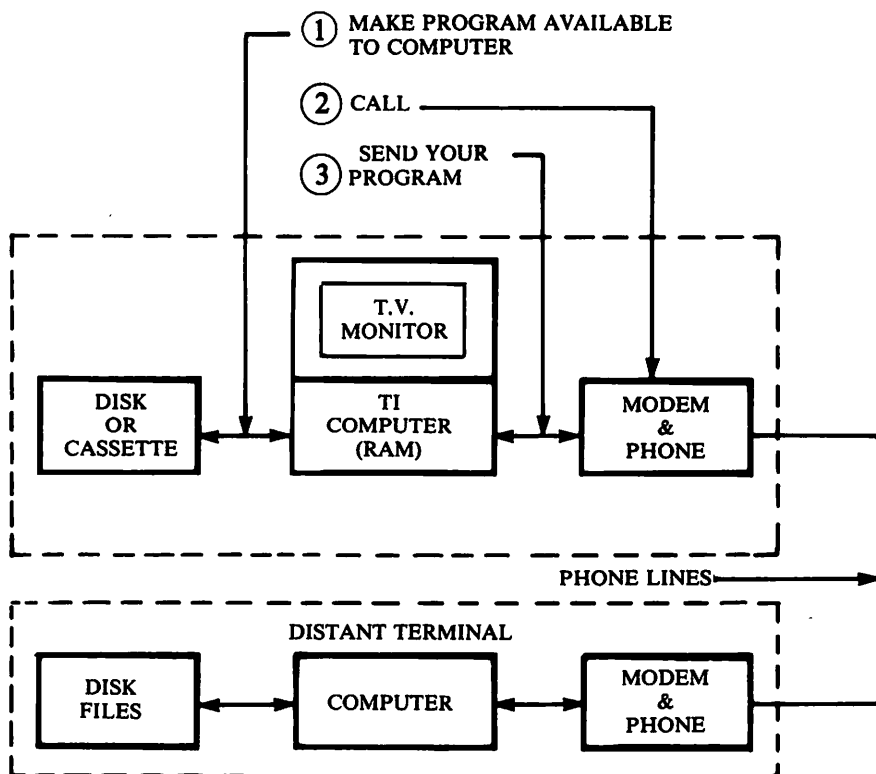 1 MAKE PROGRAM AVAILABLE
TO COMPUTER
2 CALL
3 SEND YOUR
PROGRAM
T.V.
MONITOR
DISK
OR
CASSETTE
TI
COMPUTER
(RAM)
MODEM
&
PHONE
PHONE LINES
DISTANT TERMINAL
DISK
FILES
COMPUTER
MODEM
&
PHONE